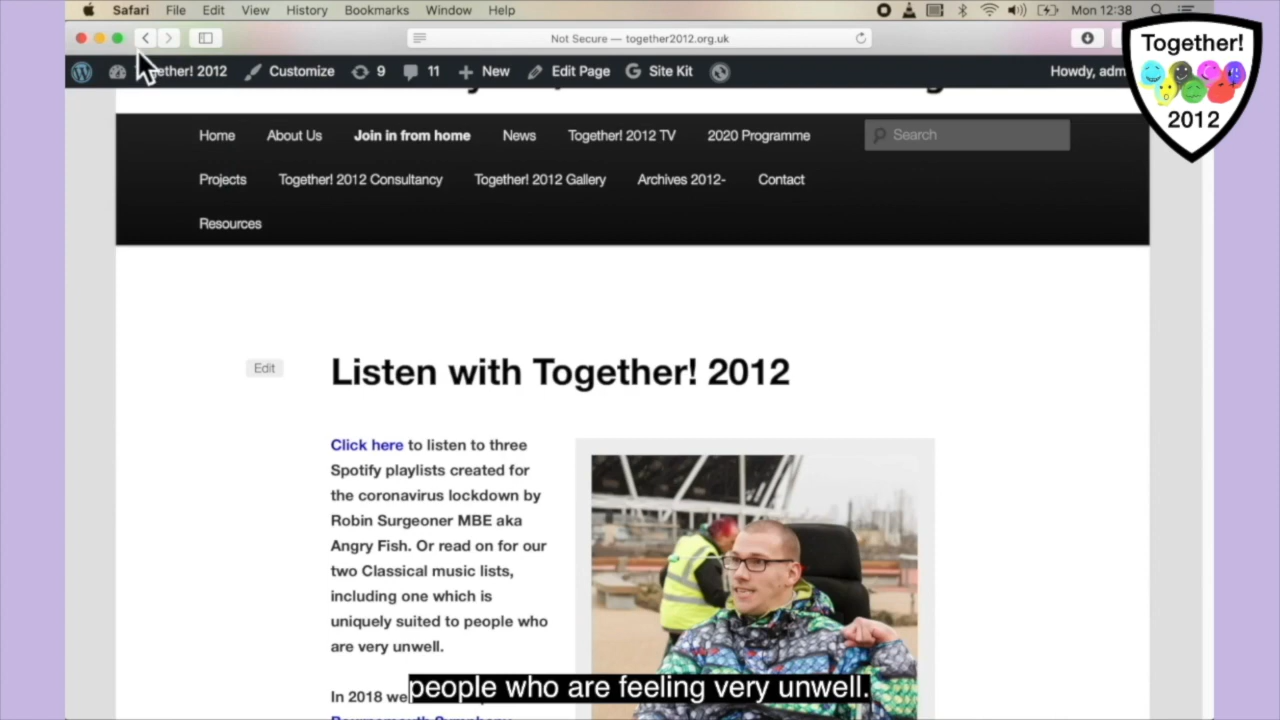 Safari File Edit View History Bookmarks Window Help Mon 12:38
Not Secure — together2012.org.uk
2012 Customize 9 11 New Edit Page Site Kit Howdy,
Together!
2012
Home About Us Join in from home News Together! 2012 TV 2020 Programme Search
Projects Together! 2012 Consultancy Together! 2012 Gallery Archives 2012- Contact
Resources
Edit
Listen with Together! 2012
Click here to listen to three
Spotify playlists created for
the coronavirus lockdown by
Robin Surgeoner MBE aka
Angry Fish. Or read on for our
two Classical music lists,
including one which is
uniquely suited to people who
are very unwell.
In 2018 we
people who are feeling very unwell.